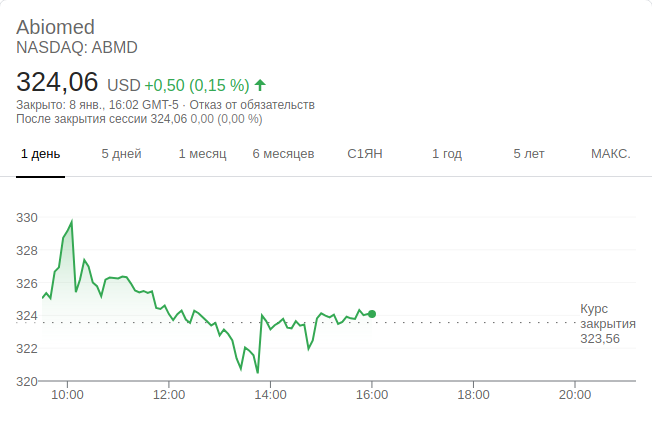 Abiomed
NASDAQ: ABMD
324,06 USD +0,50 (0,15 %)
Закрыто: 8 янв., 16:02 GMT-5 · Отказ от обязательств
После закрытия сессии 324,06 0,00 (0,00 %)
1 день 5 дней 1 месяц 6 месяцев С1ЯН 1 год 5 лет МАКС.
330
328
326
324
322
320
Курс
закрытия
323,56
10:00 12:00 14:00 16:00 18:00 20:00